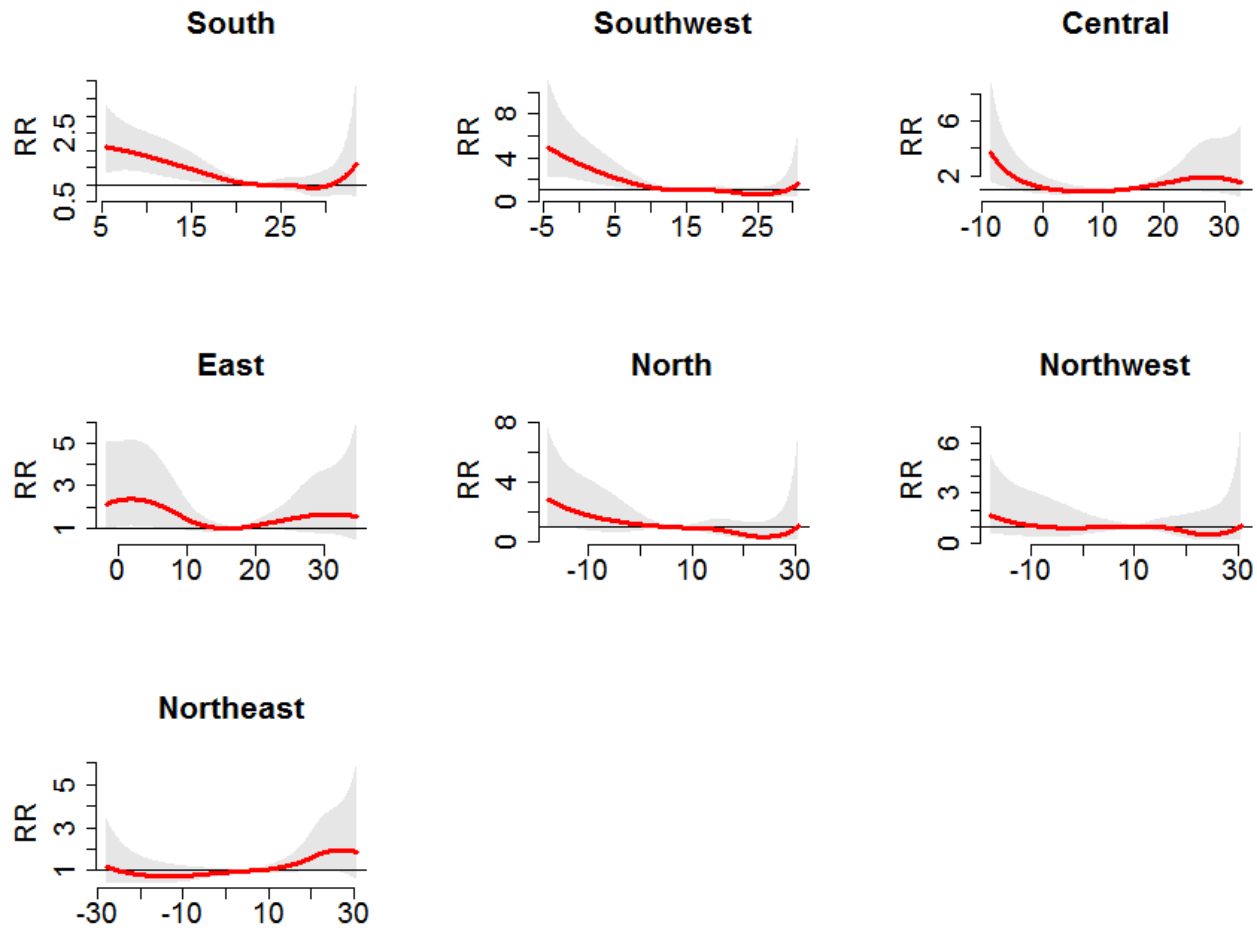 South Southwest Central
RR 0.5 2.5 RR 0 4 8 RR 2 6
5 15 25 -5 5 15 25 -10 0 10 20 30
East North Northwest
RR 1 3 5 RR 0 4 8 RR 0 3 6
0 10 20 30 -10 10 30 -10 10 30
Northeast
RR 1 3 5
-30 -10 10 30